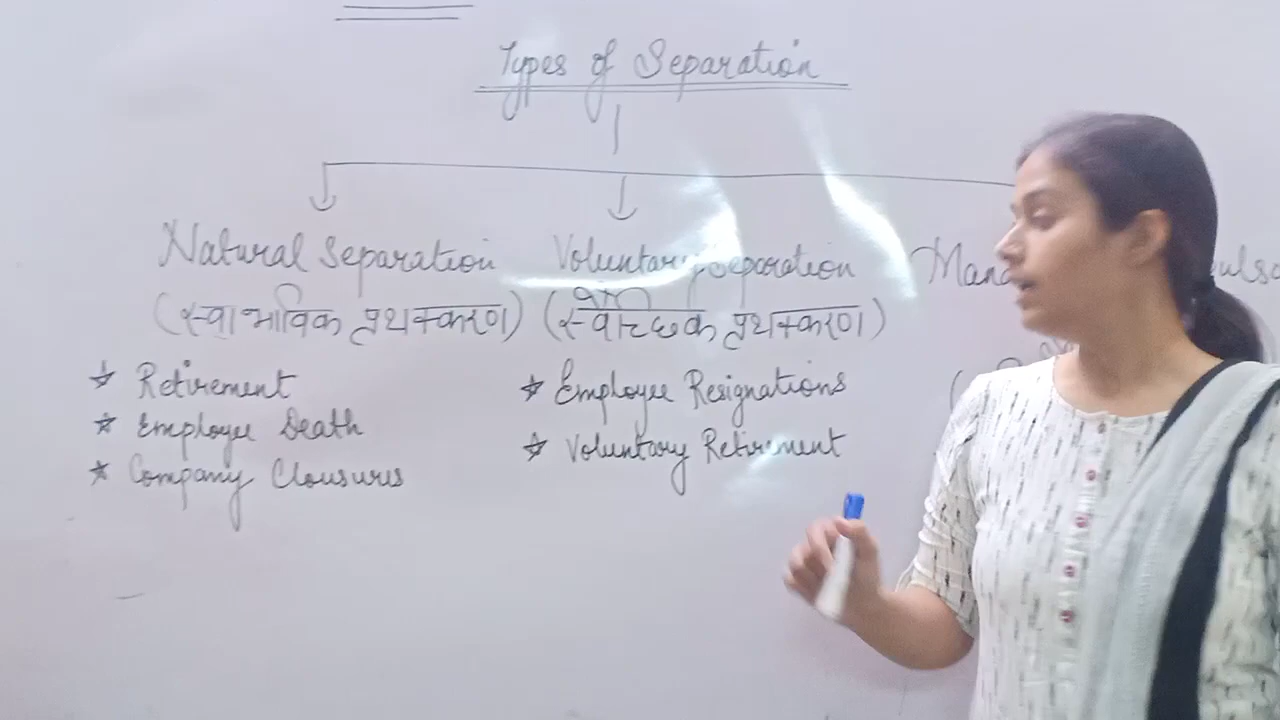 Types of Separation
Natural Separation
(स्वाभाविक पृथक्करण)
* Retirement
* Employee Death
* Company Clousures
Voluntary Separation
(स्वैच्छिक पृथक्करण)
* Employee Resignations
* Voluntary Retirement